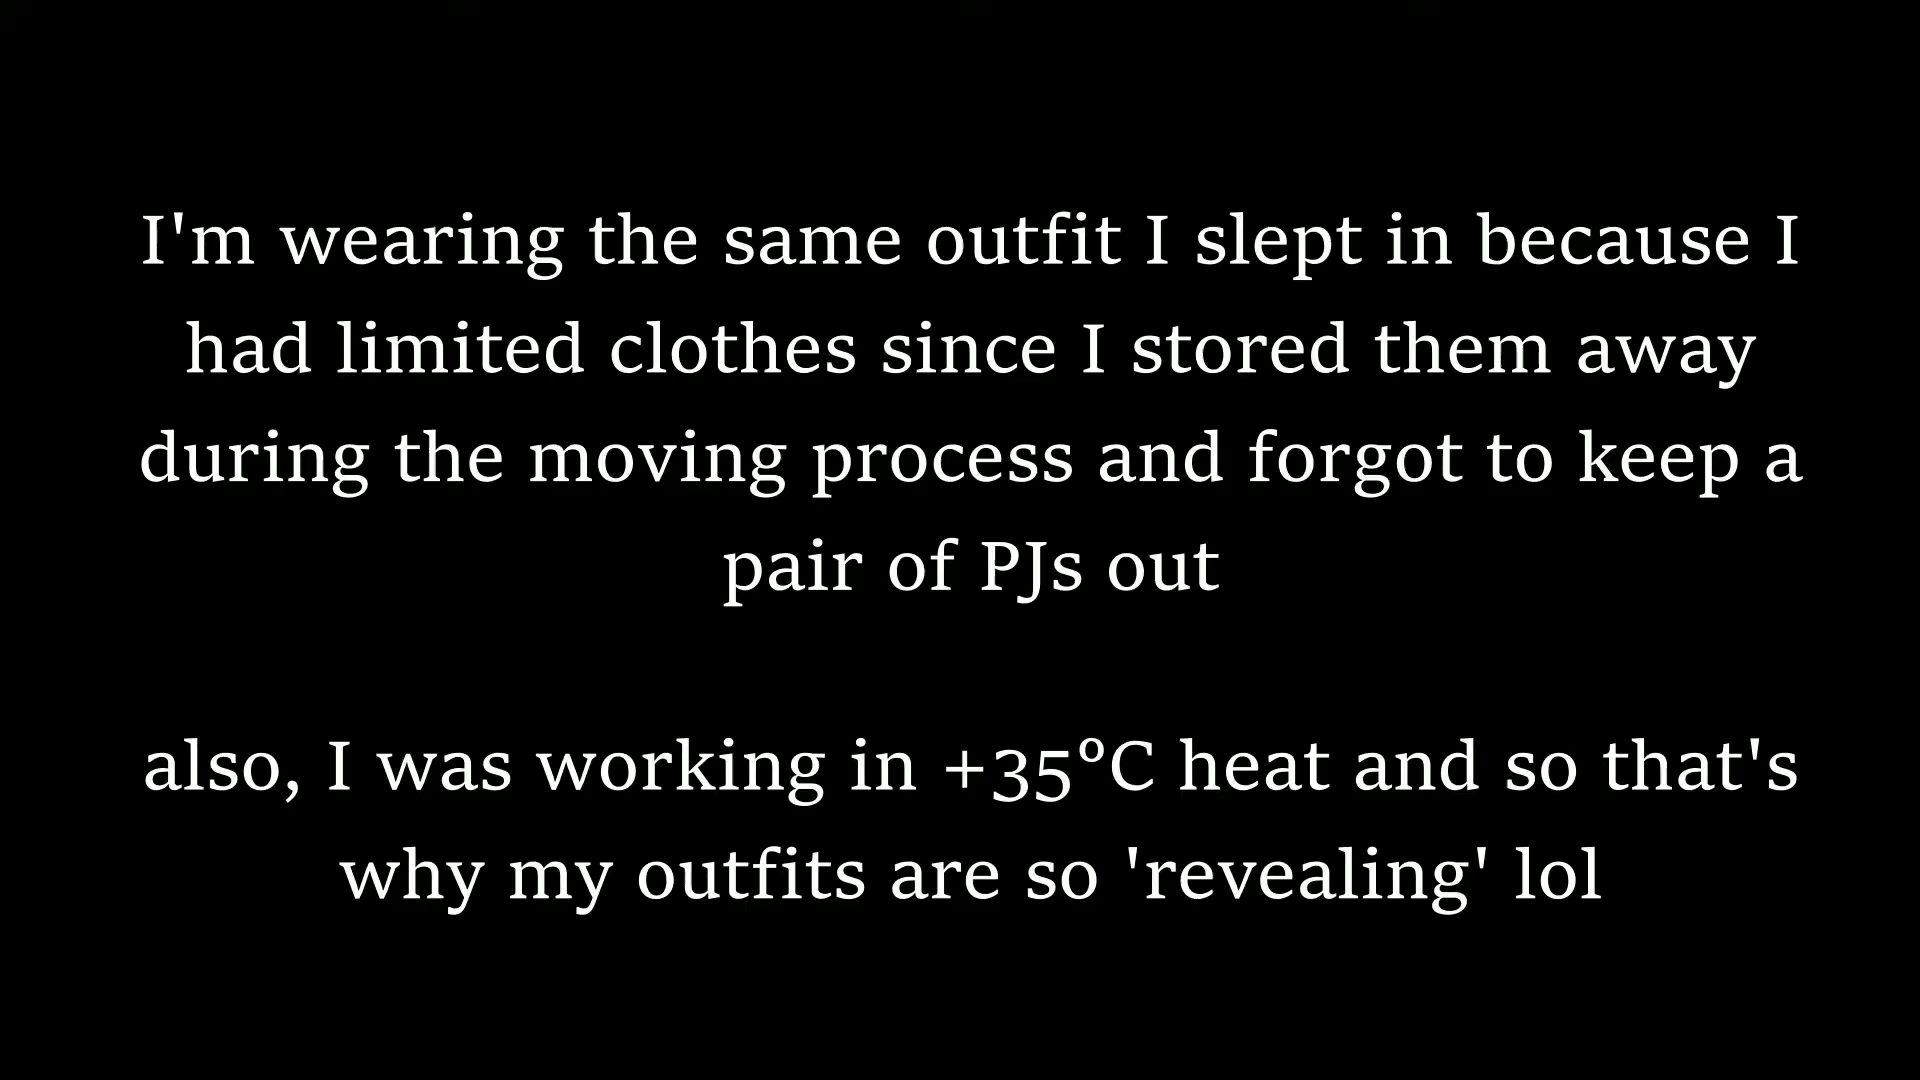 I'm wearing the same outfit I slept in because I
had limited clothes since I stored them away
during the moving process and forgot to keep a
pair of PJs out
also, I was working in +35ºC heat and so that's
why my outfits are so 'revealing' lol